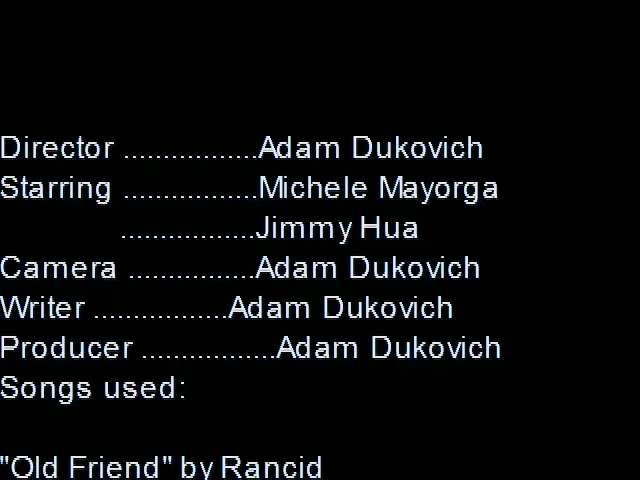 Director .................Adam Dukovich
Starring .................Michele Mayorga
.................Jimmy Hua
Camera ................Adam Dukovich
Writer .................Adam Dukovich
Producer .................Adam Dukovich
Songs used:
"Old Friend" by Rancid